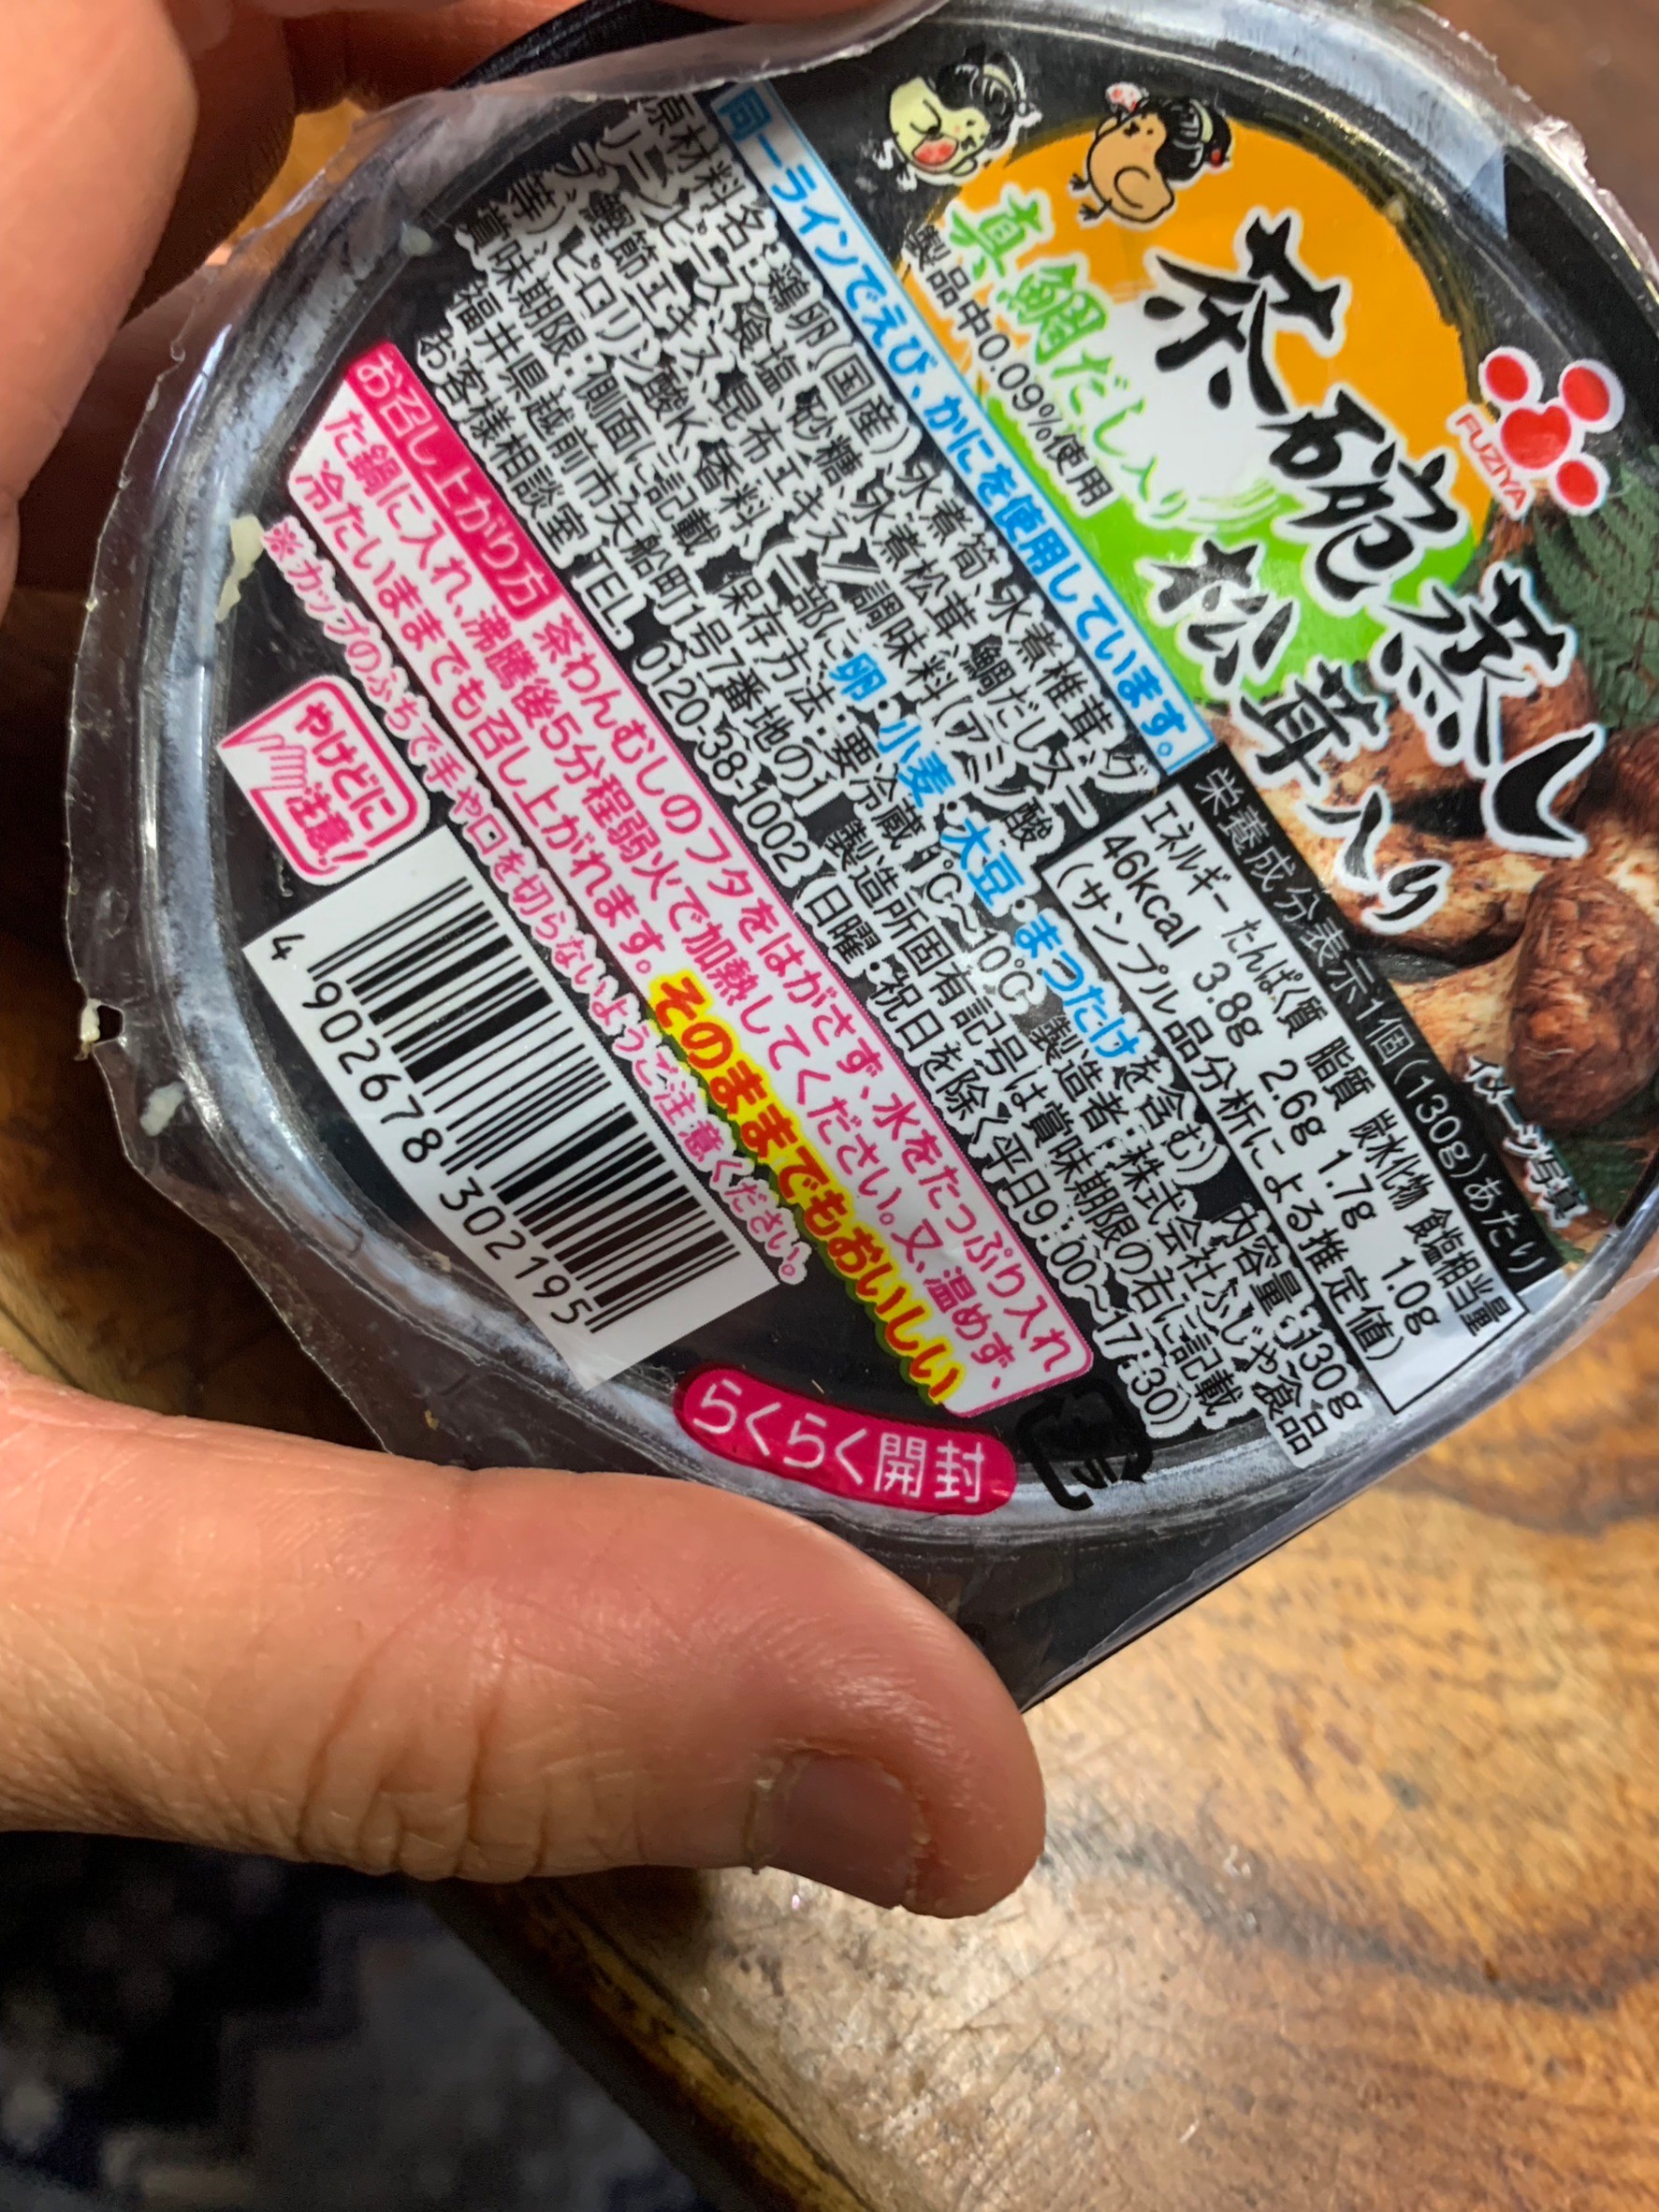 FUZIYA
茶碗蒸し
松茸入り
真鯛だし入り
製品中0.09%使用
イメージ写真
同一ラインでえび、かにを使用しています。
栄養成分表示1個(130g)あたり
エネルギー たんぱく質 脂質 炭水化物 食塩相当量
46kcal 3.8g 2.6g 1.7g 1.0g
(サンプル品分析による推定値)
原材料名:鶏卵(国産)、水煮筍、水煮椎茸、グ
リーンピース、食塩、砂糖、水煮松茸、鯛だしスー
プ、鰹節エキス、昆布エキス/調味料(アミノ酸
等)、ピロリン酸K、香料、(一部に卵・小麦・大豆・まつたけを含む) 内容量:130g
賞味期限:側面に記載 保存方法:要冷蔵 1℃~10℃ 製造者:株式会社ふじや食品
福井県越前市矢船町1号7番地の1 製造所固有記号は賞味期限の右に記載
お客様相談室 TEL. 0120-38-1002(日曜・祝日を除く平日9:00~17:30)
お召し上がり方 茶わんむしのフタをはがさず、水をたっぷり入れ
た鍋に入れ、沸騰後5分程弱火で加熱してください。又、温めず、
冷たいままでも召し上がれます。そのままでもおいしい
※カップのふちで手や口を切らないようご注意ください。
やけどに
注意!
4 902678 302195
らくらく開封
プラ